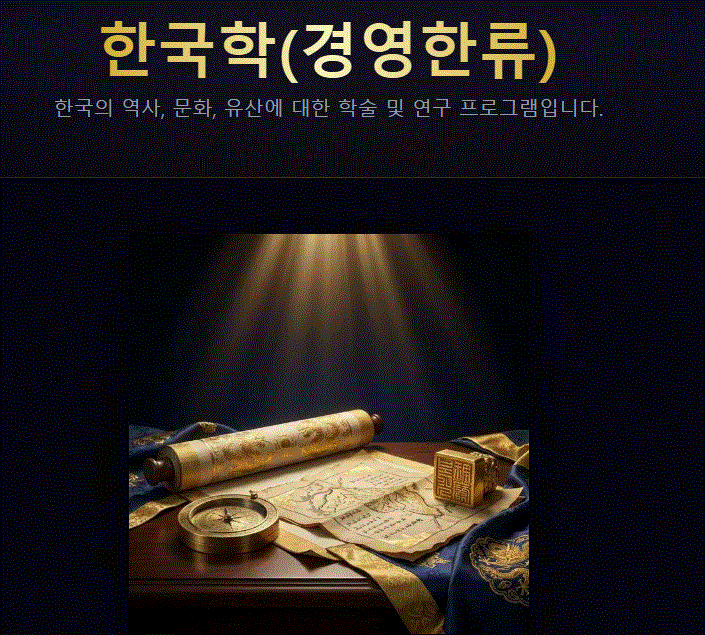 한국학(경영한류)
한국의 역사, 문화, 유산에 대한 학술 및 연구 프로그램입니다.